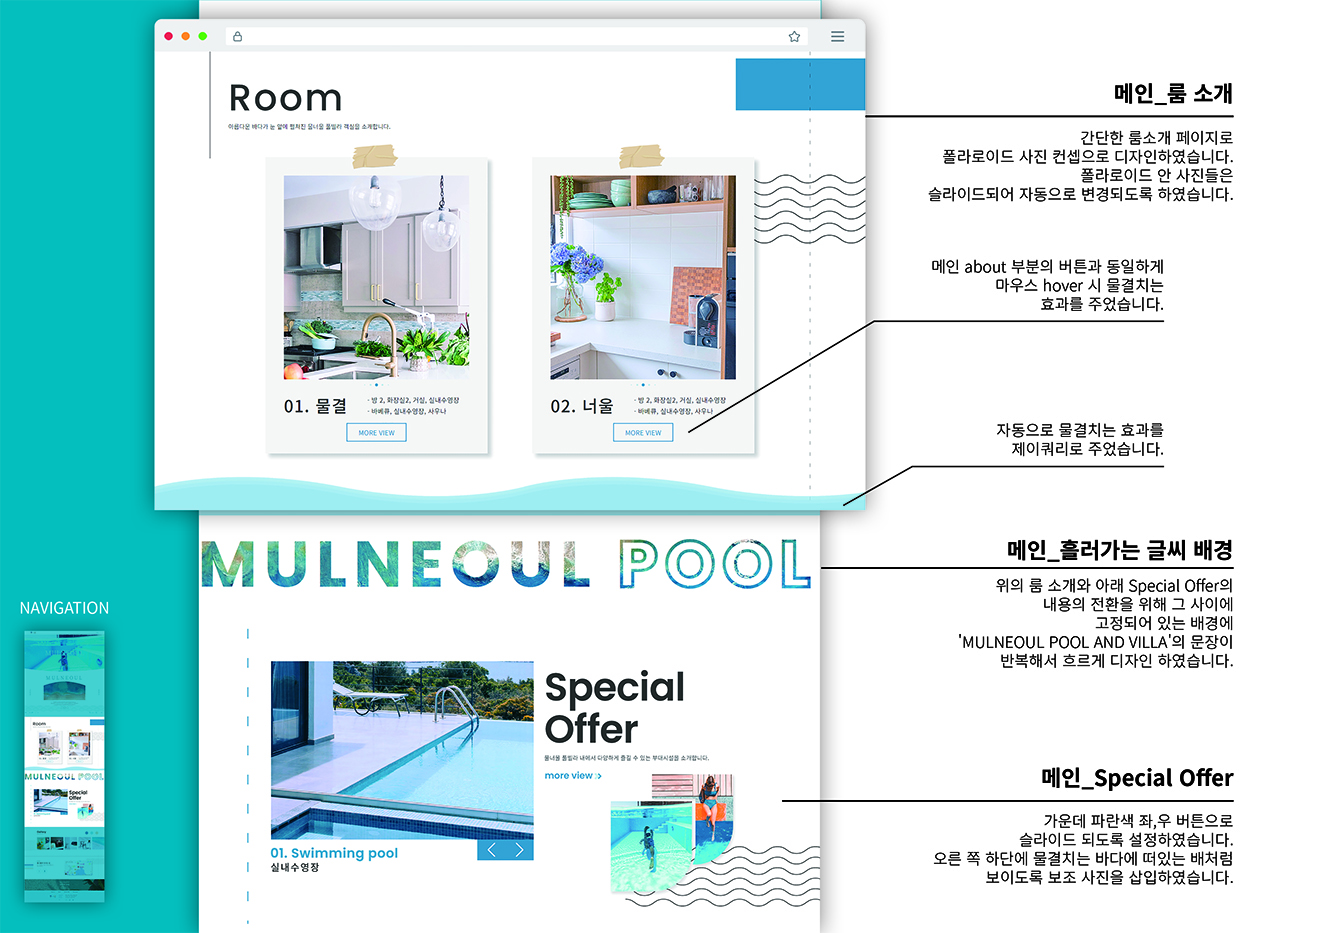 Room
아름다운 바다가 눈 앞에 펼쳐진 물너울 풀빌라 객실을 소개합니다.
01. 물결
· 방 2, 화장실2, 거실, 실내수영장
· 바베큐, 실내수영장, 사우나
MORE VIEW
02. 너울
· 방 2, 화장실2, 거실, 실내수영장
· 바베큐, 실내수영장, 사우나
MORE VIEW
메인_룸 소개
간단한 룸소개 페이지로
폴라로이드 사진 컨셉으로 디자인하였습니다.
폴라로이드 안 사진들은
슬라이드되어 자동으로 변경되도록 하였습니다.
메인 about 부분의 버튼과 동일하게
마우스 hover 시 물결치는
효과를 주었습니다.
자동으로 물결치는 효과를
제이쿼리로 주었습니다.
MULNEOUL POOL
메인_흘러가는 글씨 배경
위의 룸 소개와 아래 Special Offer의
내용의 전환을 위해 그 사이에
고정되어 있는 배경에
'MULNEOUL POOL AND VILLA'의 문장이
반복해서 흐르게 디자인 하였습니다.
NAVIGATION
MULNEOUL
Room
MULNEOUL POOL
Special
Offer
Special
Offer
물너울 풀빌라 내에서 다양하게 즐길 수 있는 부대시설을 소개합니다.
more view
01. Swimming pool
실내수영장
메인_Special Offer
가운데 파란색 좌,우 버튼으로
슬라이드 되도록 설정하였습니다.
오른 쪽 하단에 물결치는 바다에 떠있는 배처럼
보이도록 보조 사진을 삽입하였습니다.